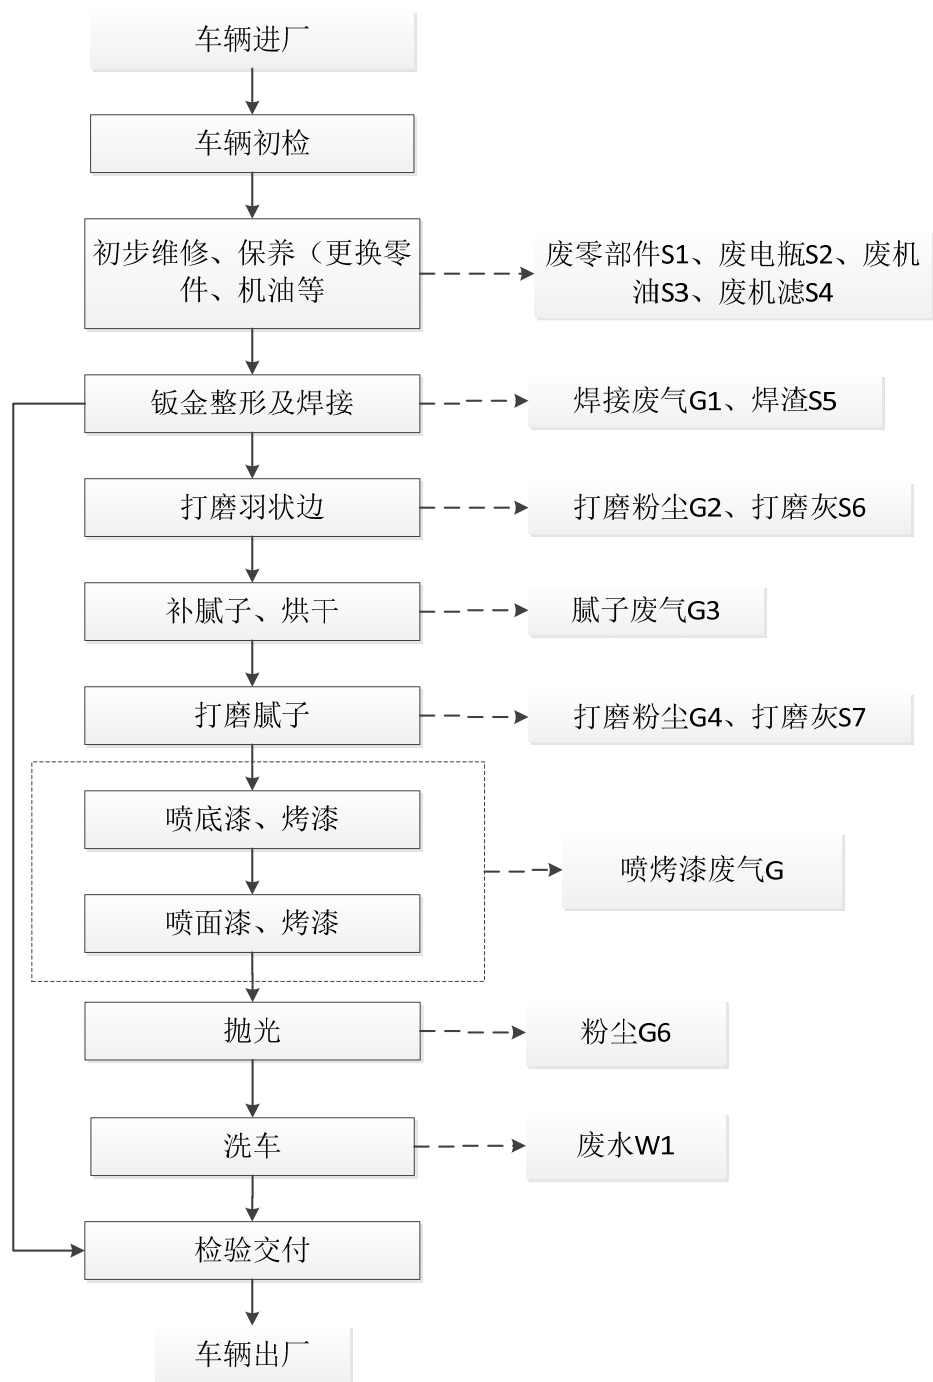 车辆进厂
车辆初检
初步维修、保养（更换零
件、机油等
废零部件S1、废电瓶S2、废机
油S3、废机滤S4
钣金整形及焊接
焊接废气G1、焊渣S5
打磨羽状边
打磨粉尘G2、打磨灰S6
补腻子、烘干
腻子废气G3
打磨腻子
打磨粉尘G4、打磨灰S7
喷底漆、烤漆
喷烤漆废气G
喷面漆、烤漆
抛光
粉尘G6
洗车
废水W1
检验交付
车辆出厂